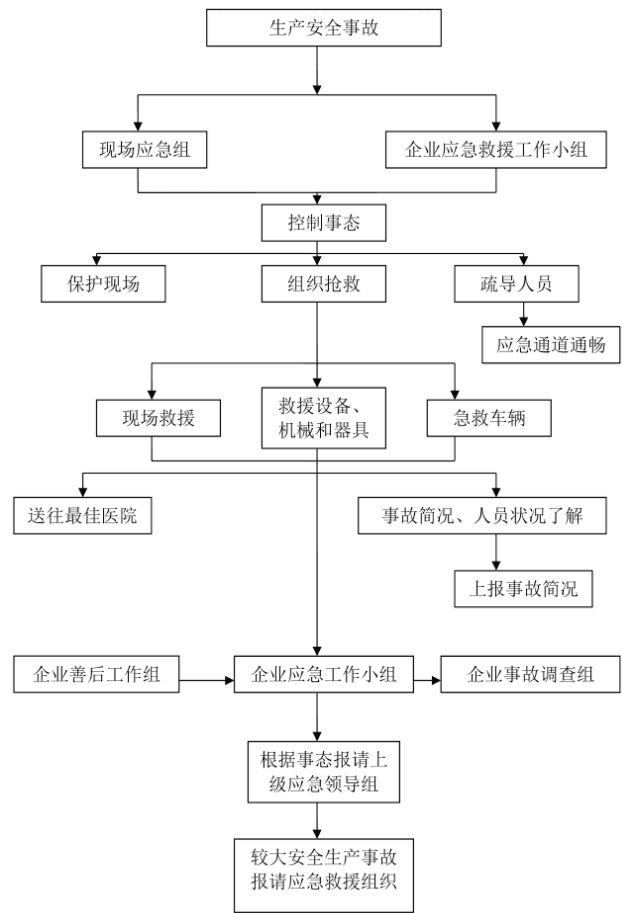 生产安全事故
现场应急组
企业应急救援工作小组
控制事态
保护现场
组织抢救
疏导人员
应急通道通畅
现场救援
救援设备、
机械和器具
急救车辆
送往最佳医院
事故简况、人员状况了解
上报事故简况
企业善后工作组
企业应急工作小组
企业事故调查组
根据事态报请上
级应急领导组
较大安全生产事故
报请应急救援组织